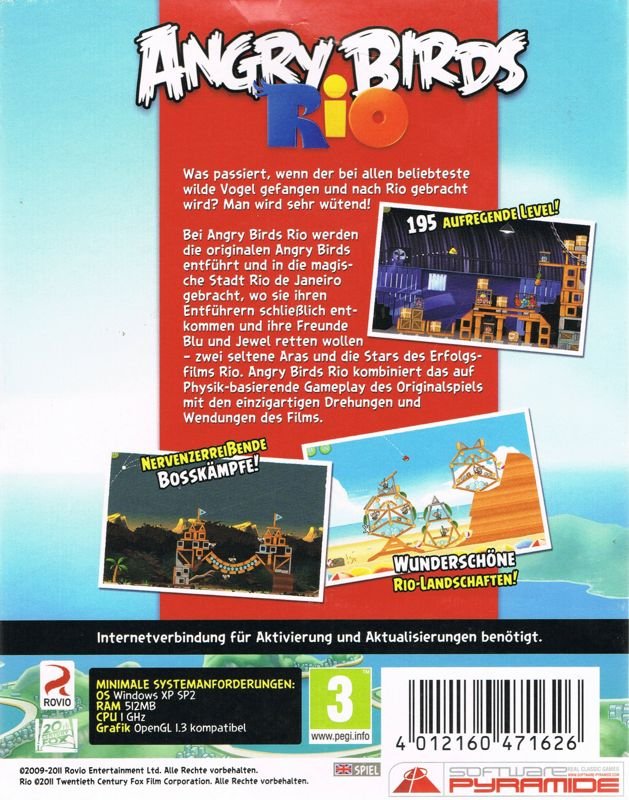 ANGRY BIRDS
RiO
Was passiert, wenn der bei allen beliebteste
wilde Vogel gefangen und nach Rio gebracht
wird? Man wird sehr wütend!
195 AUFREGENDE LEVEL!
Bei Angry Birds Rio werden
die originalen Angry Birds
entführt und in die magis-
che Stadt Rio de Janeiro
gebracht, wo sie ihren
Entführern schließlich ent-
kommen und ihre Freunde
Blu und Jewel retten wollen
– zwei seltene Aras und die Stars des Erfolgs-
films Rio. Angry Birds Rio kombiniert das auf
Physik-basierende Gameplay des Originalspiels
mit den einzigartigen Drehungen und
Wendungen des Films.
NERVENZERREIßENDE
BOSSKÄMPFE!
WUNDERSCHÖNE
RIO-LANDSCHAFTEN!
Internetverbindung für Aktivierung und Aktualisierungen benötigt.
ROVIO
20th CENTURY FOX
MINIMALE SYSTEMANFORDERUNGEN:
OS Windows XP SP2
RAM 512MB
CPU 1 GHz
Grafik OpenGL 1.3 kompatibel
3
www.pegi.info
4 012160 471626
©2009-2011 Rovio Entertainment Ltd. Alle Rechte vorbehalten.
Rio ©2011 Twentieth Century Fox Film Corporation. Alle Rechte vorbehalten.
SPIEL
SOFTWARE
PYRAMIDE
REAL CLASSIC GAMES
WWW.SOFTWARE-PYRAMIDE.COM